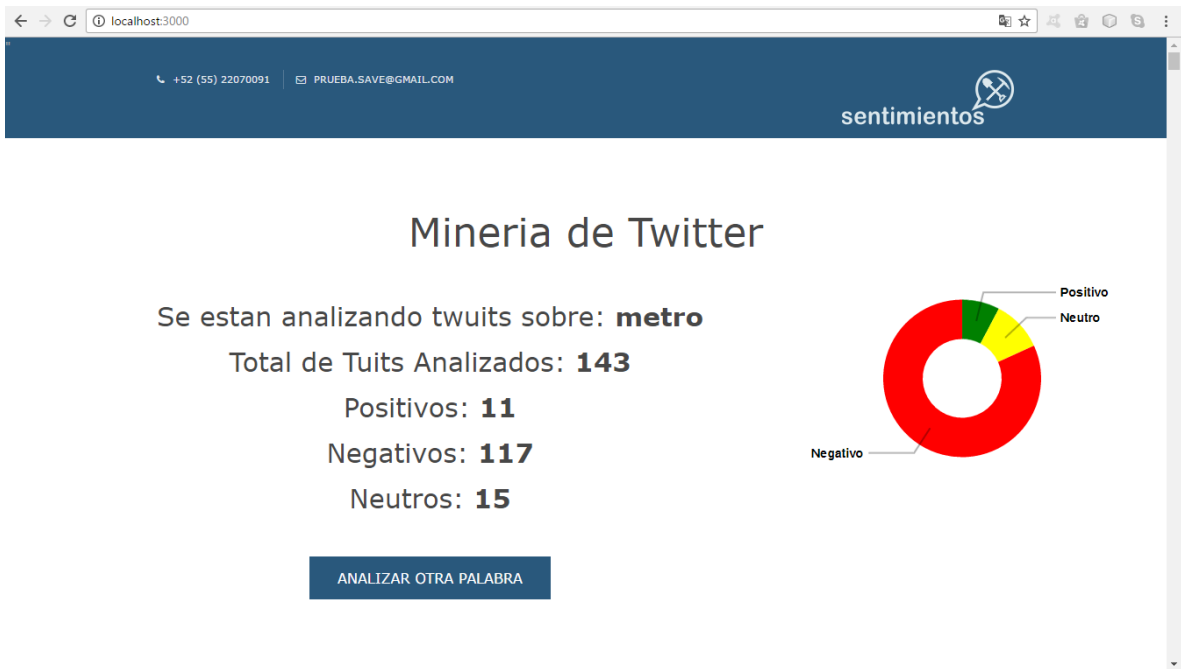 localhost:3000
+52 (55) 22070091
PRUEBA.SAVE@GMAIL.COM
sentimientos
Mineria de Twitter
Se estan analizando twuits sobre: metro
Total de Tuits Analizados: 143
Positivos: 11
Negativos: 117
Neutros: 15
ANALIZAR OTRA PALABRA
Positivo
Neutro
Negativo